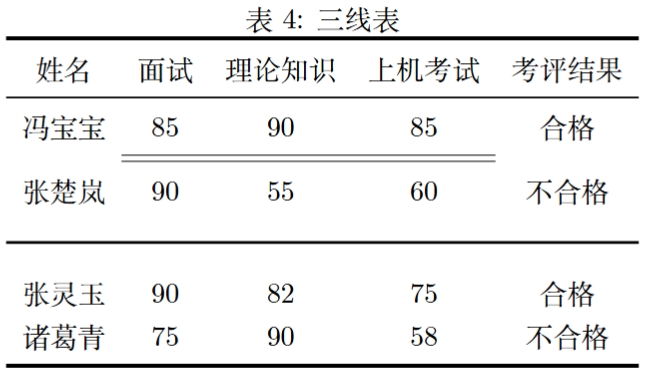 表 4: 三线表
姓名 面试 理论知识 上机考试 考评结果
冯宝宝 85 90 85 合格
张楚岚 90 55 60 不合格
张灵玉 90 82 75 合格
诸葛青 75 90 58 不合格